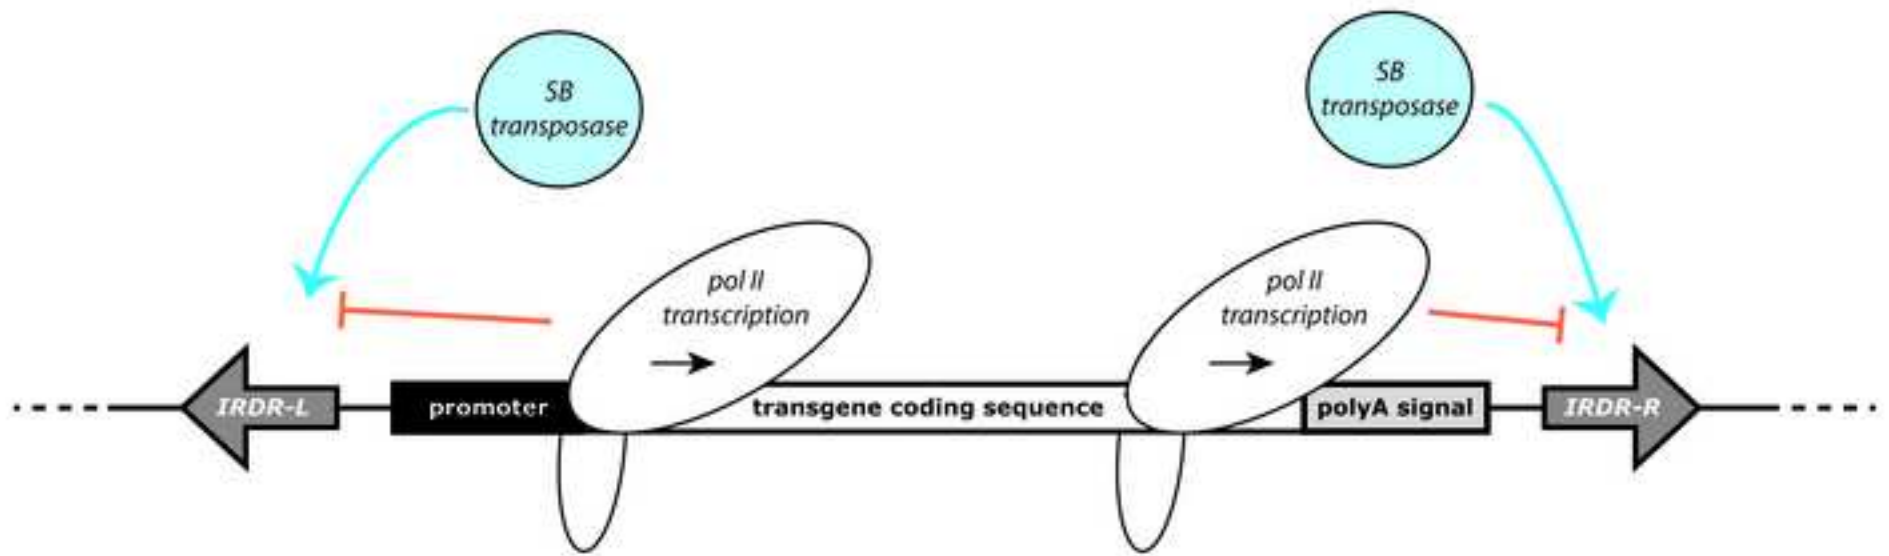 SB
transposase
SB
transposase
pol II
transcription
pol II
transcription
IRDR-L
promoter
transgene coding sequence
polyA signal
IRDR-R